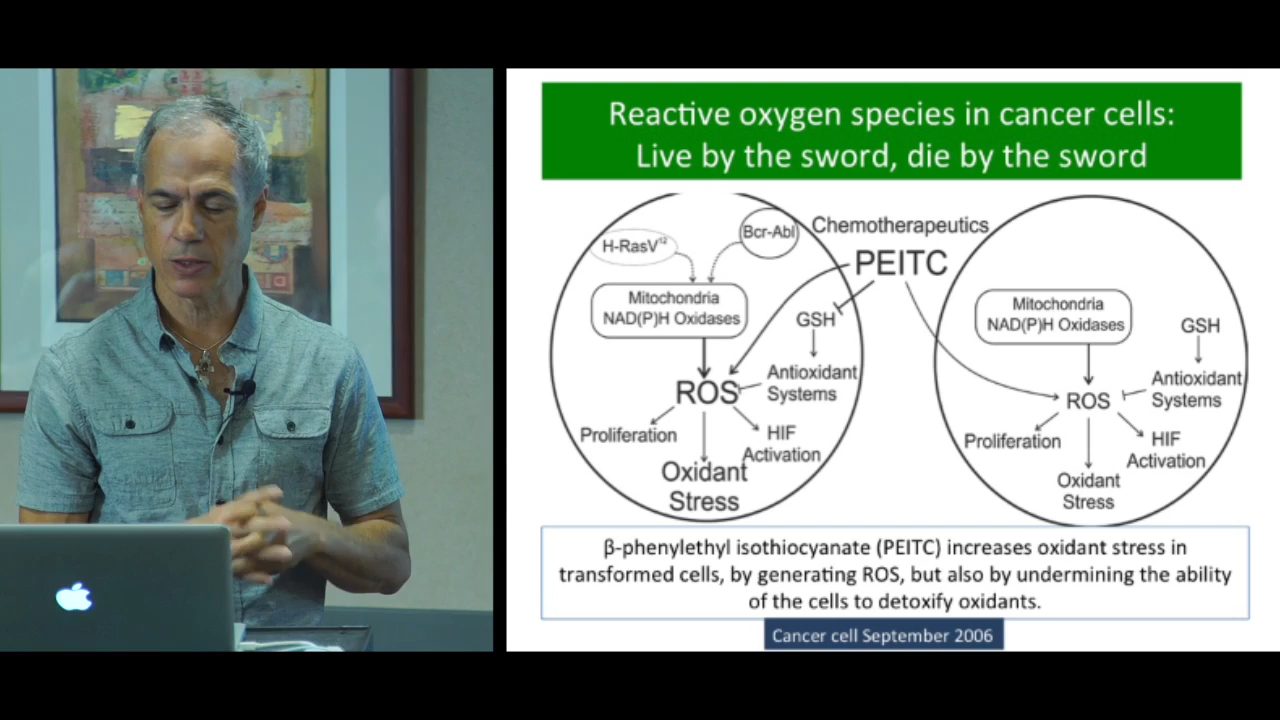 Reactive oxygen species in cancer cells:
Live by the sword, die by the sword
H-RasV¹²
Bcr-Abl
Chemotherapeutics
PEITC
Mitochondria
NAD(P)H Oxidases
GSH
ROS
Antioxidant
Systems
Proliferation
HIF
Activation
Oxidant
Stress
Mitochondria
NAD(P)H Oxidases
GSH
ROS
Antioxidant
Systems
Proliferation
HIF
Activation
Oxidant
Stress
β-phenylethyl isothiocyanate (PEITC) increases oxidant stress in
transformed cells, by generating ROS, but also by undermining the ability
of the cells to detoxify oxidants.
Cancer cell September 2006